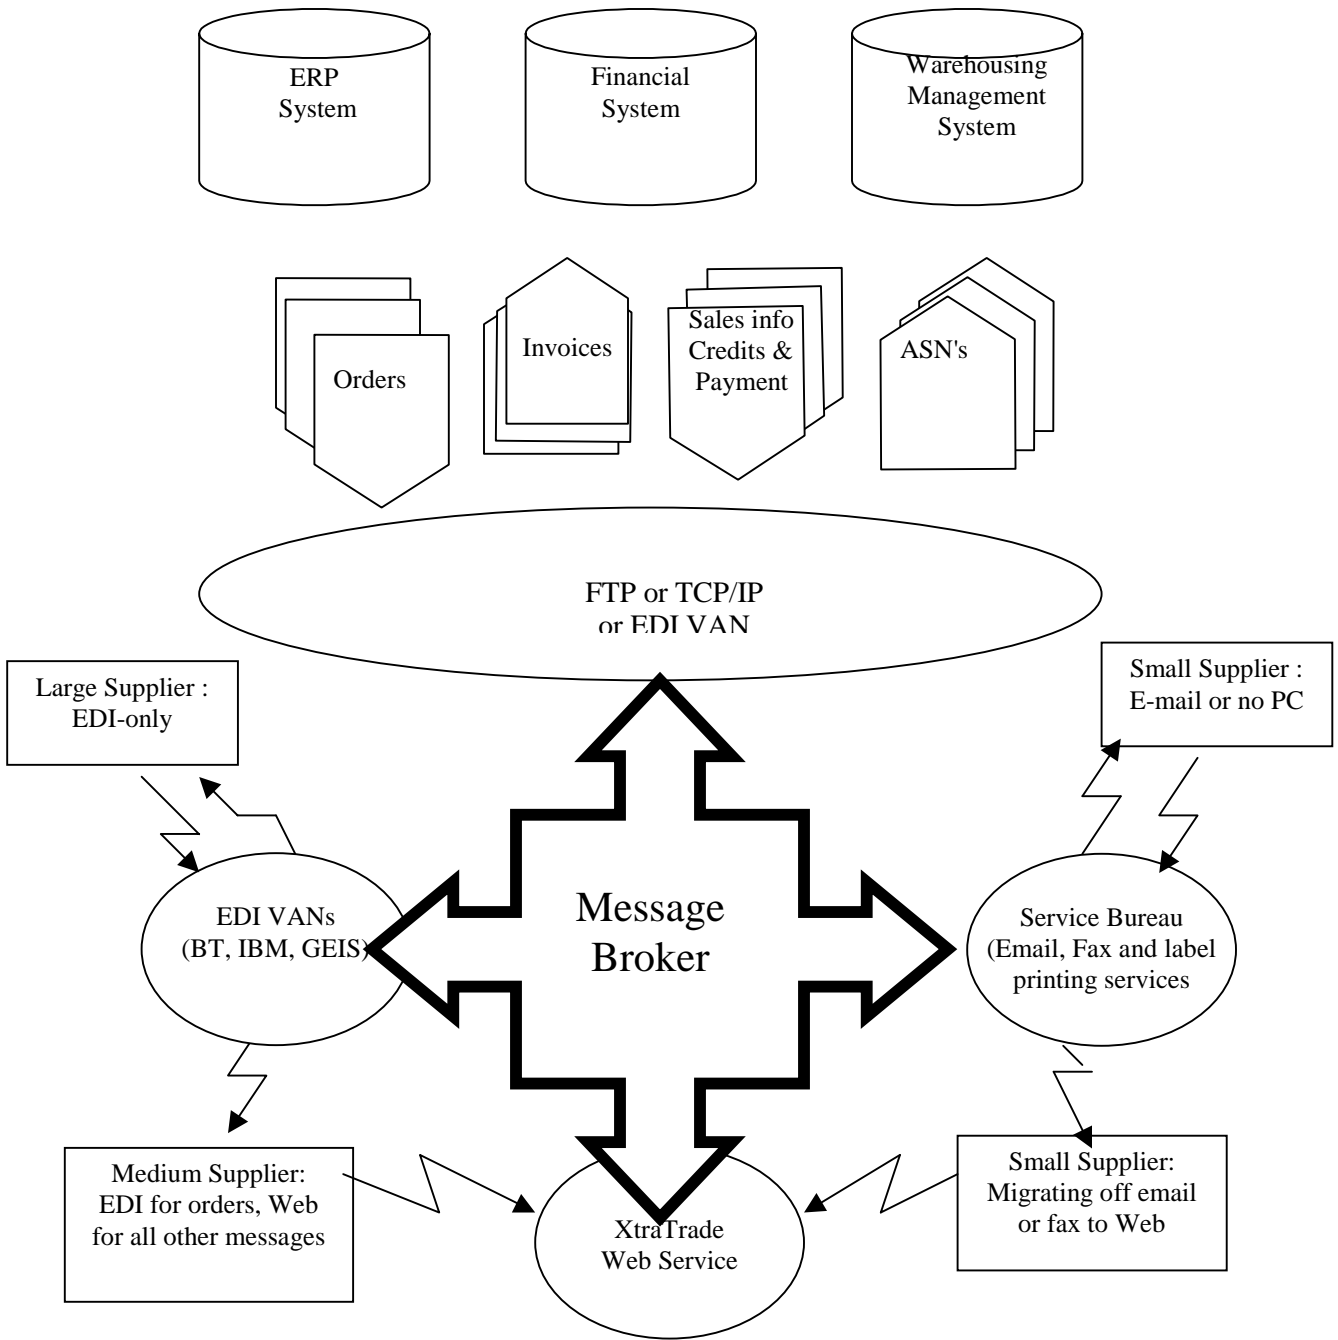 ERP
System
Financial
System
Warehousing
Management
System
Orders
Invoices
Sales info
Credits &
Payment
ASN's
FTP or TCP/IP
or EDI VAN
Large Supplier :
EDI-only
Small Supplier :
E-mail or no PC
EDI VANs
(BT, IBM, GEIS)
Message
Broker
Service Bureau
(Email, Fax and label
printing services
Medium Supplier:
EDI for orders, Web
for all other messages
XtraTrade
Web Service
Small Supplier:
Migrating off email
or fax to Web